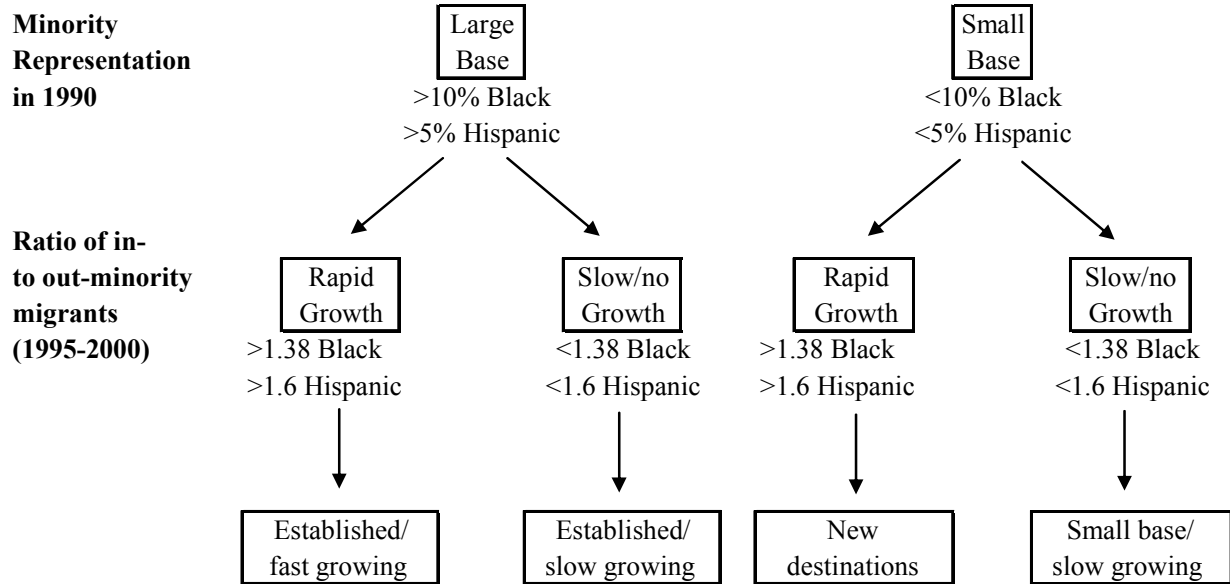 Minority
Representation
in 1990
Large
Base
>10% Black
>5% Hispanic
Small
Base
<10% Black
<5% Hispanic
Ratio of in-
to out-minority
migrants
(1995-2000)
Rapid
Growth
>1.38 Black
>1.6 Hispanic
Slow/no
Growth
<1.38 Black
<1.6 Hispanic
Rapid
Growth
>1.38 Black
>1.6 Hispanic
Slow/no
Growth
<1.38 Black
<1.6 Hispanic
Established/
fast growing
Established/
slow growing
New
destinations
Small base/
slow growing